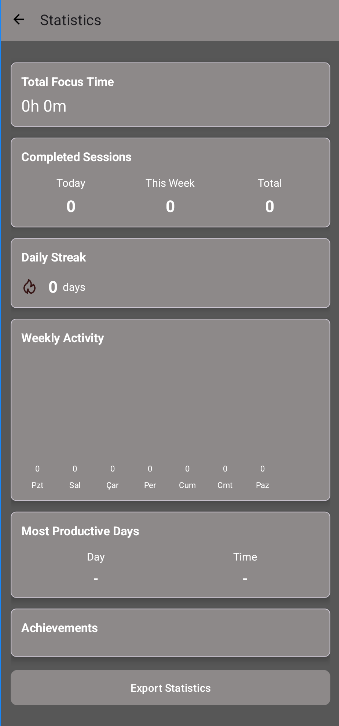 Statistics
Total Focus Time
0h 0m
Completed Sessions
Today This Week Total
0 0 0
Daily Streak
0 days
Weekly Activity
0 0 0 0 0 0 0
Pzt Sal Çar Per Cum Cmt Paz
Most Productive Days
Day Time
- -
Achievements
Export Statistics